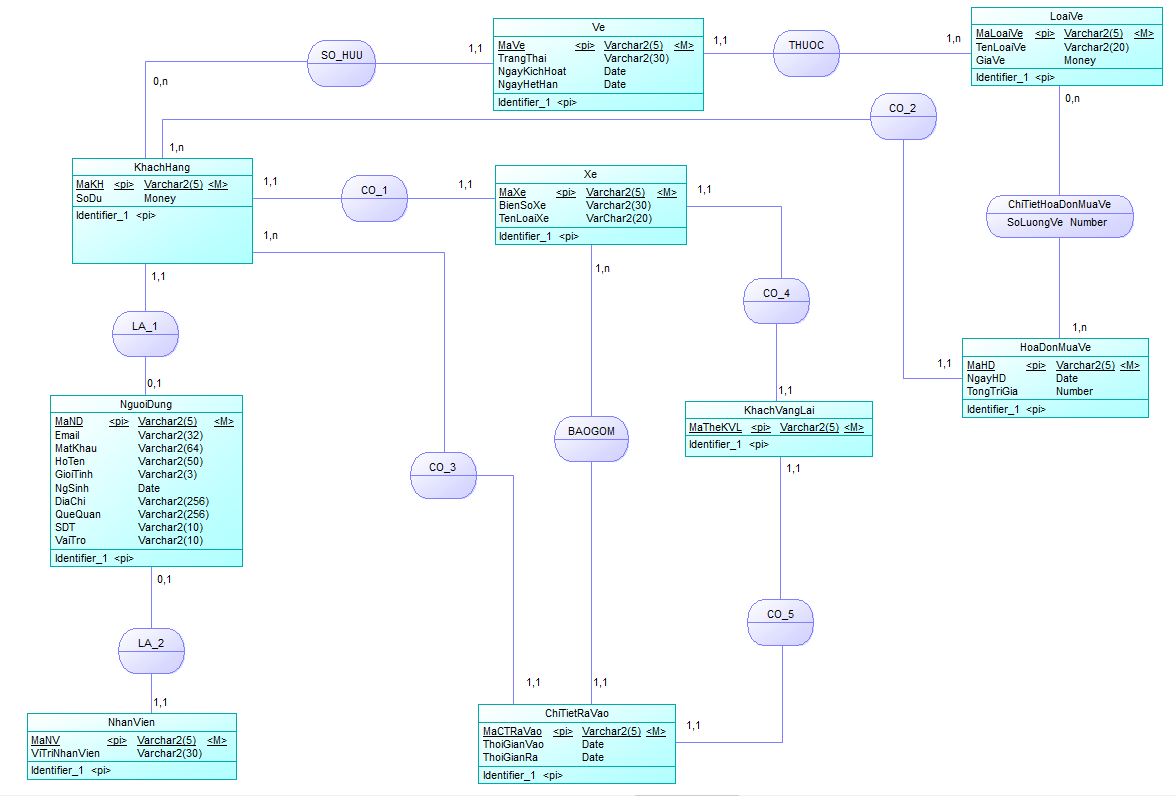 Ve
MaVe <pi> Varchar2(5) <M>
TrangThai Varchar2(30)
NgayKichHoat Date
NgayHetHan Date
Identifier_1 <pi>
LoaiVe
MaLoaiVe <pi> Varchar2(5) <M>
TenLoaiVe Varchar2(20)
GiaVe Money
Identifier_1 <pi>
SO_HUU
1,1
0,n
1,1
THUOC
1,n
0,n
CO_2
1,n
1,1
KhachHang
MaKH <pi> Varchar2(5) <M>
SoDu Money
Identifier_1 <pi>
1,1
CO_1
1,1
Xe
MaXe <pi> Varchar2(5) <M>
BienSoXe Varchar2(30)
TenLoaiXe VarChar2(20)
Identifier_1 <pi>
1,1
ChiTietHoaDonMuaVe
SoLuongVe Number
1,n
1,n
1,n
1,1
CO_4
1,1
LA_1
0,1
HoaDonMuaVe
MaHD <pi> Varchar2(5) <M>
NgayHD Date
TongTriGia Number
Identifier_1 <pi>
NguoiDung
MaND <pi> Varchar2(5) <M>
Email Varchar2(32)
MatKhau Varchar2(64)
HoTen Varchar2(50)
GioiTinh Varchar2(3)
NgSinh Date
DiaChi Varchar2(256)
QueQuan Varchar2(256)
SDT Varchar2(10)
VaiTro Varchar2(10)
Identifier_1 <pi>
KhachVangLai
MaTheKVL <pi> Varchar2(5) <M>
Identifier_1 <pi>
BAOGOM
CO_3
1,1
0,1
CO_5
LA_2
1,1
1,1
1,1
1,1
NhanVien
MaNV <pi> Varchar2(5) <M>
ViTriNhanVien Varchar2(30)
Identifier_1 <pi>
ChiTietRaVao
MaCTRaVao <pi> Varchar2(5) <M>
ThoiGianVao Date
ThoiGianRa Date
Identifier_1 <pi>